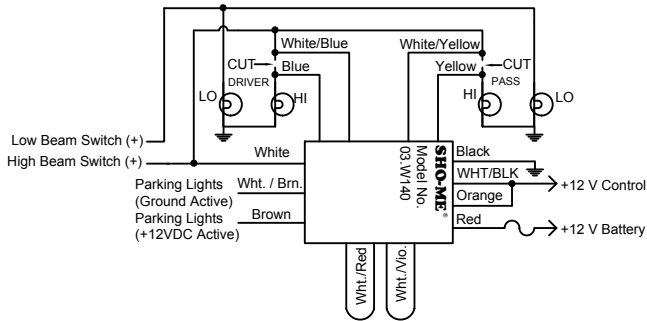 White/Blue
White/Yellow
CUT
Blue
Yellow
CUT
DRIVER
PASS
LO
HI
HI
LO
Low Beam Switch (+)
High Beam Switch (+)
White
Black
SHO-ME®
Model No.
03.W140
WHT/BLK
Parking Lights
(Ground Active)
Wht. / Brn.
Orange
+12 V Control
Parking Lights
(+12VDC Active)
Brown
Red
+12 V Battery
Wht./Red
Wht./Vio.